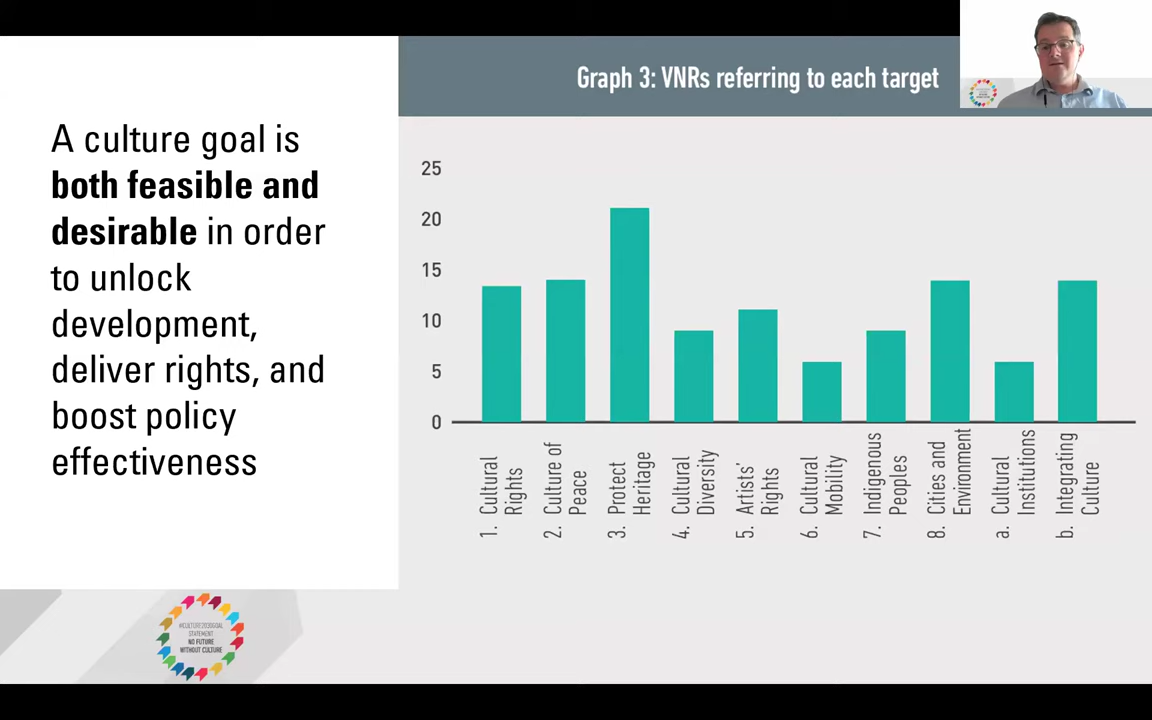 A culture goal is
both feasible and
desirable in order
to unlock
development,
deliver rights, and
boost policy
effectiveness
#CULTURE2030GOAL
STATEMENT
NO FUTURE
WITHOUT CULTURE
Graph 3: VNRs referring to each target
25
20
15
10
5
0
1. Cultural
Rights
2. Culture of
Peace
3. Protect
Heritage
4. Cultural
Diversity
5. Artists'
Rights
6. Cultural
Mobility
7. Indigenous
Peoples
8. Cities and
Environment
a. Cultural
Institutions
b. Integrating
Culture